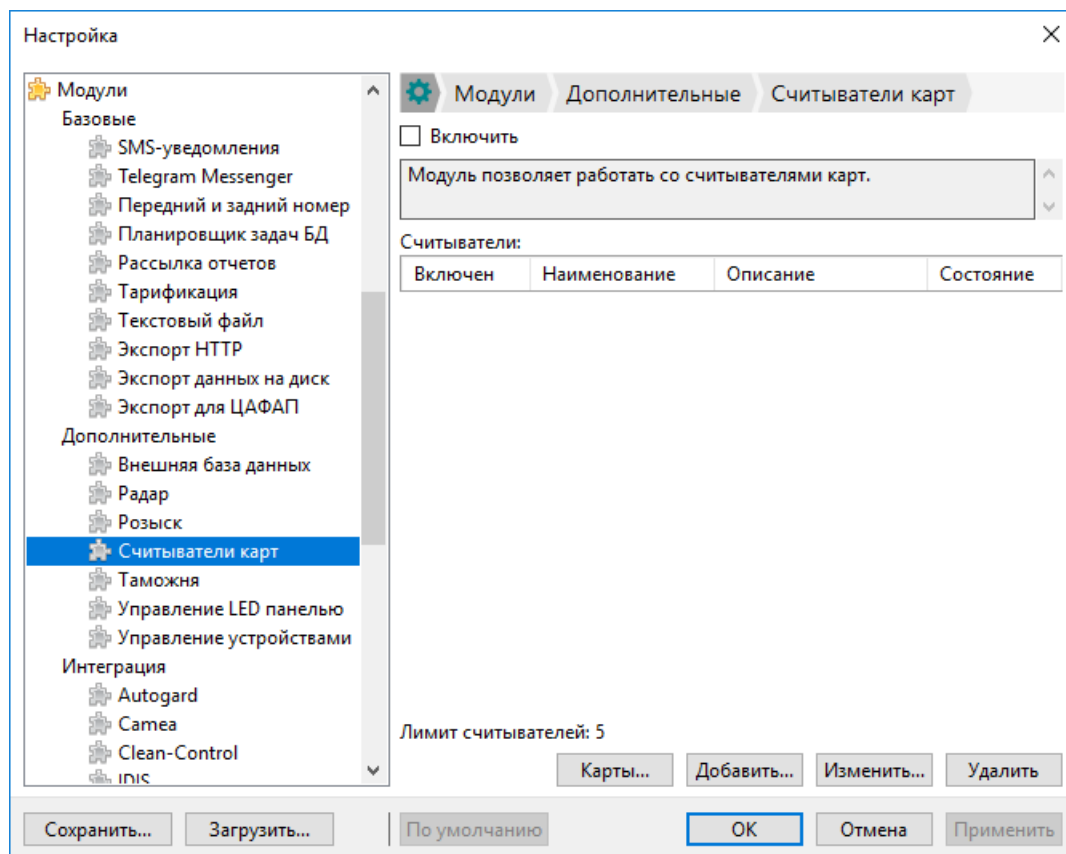 Настройка
Модули
Базовые
SMS-уведомления
Telegram Messenger
Передний и задний номер
Планировщик задач БД
Рассылка отчетов
Тарификация
Текстовый файл
Экспорт HTTP
Экспорт данных на диск
Экспорт для ЦАФАП
Дополнительные
Внешняя база данных
Радар
Розыск
Считыватели карт
Таможня
Управление LED панелью
Управление устройствами
Интеграция
Autogard
Camea
Clean-Control
IDIS
Модули Дополнительные Считыватели карт
Включить
Модуль позволяет работать со считывателями карт.
Считыватели:
Включен Наименование Описание Состояние
Лимит считывателей: 5
Карты... Добавить... Изменить... Удалить
Сохранить... Загрузить... По умолчанию ОК Отмена Применить